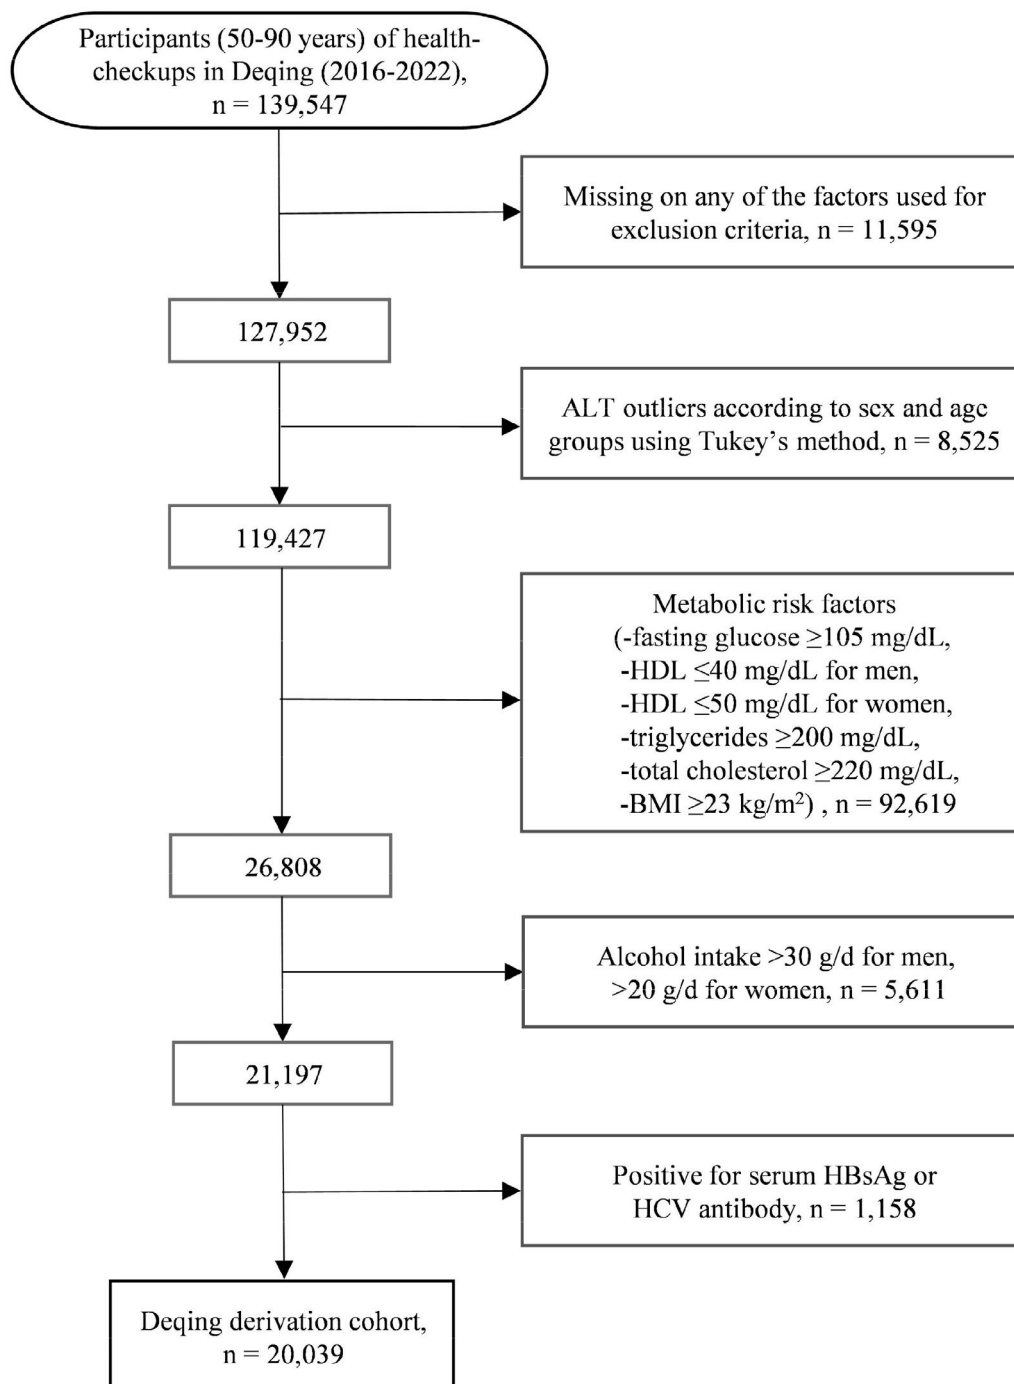 Participants (50-90 years) of health-
checkups in Deqing (2016-2022),
n = 139,547
Missing on any of the factors used for
exclusion criteria, n = 11,595
127,952
ALT outliers according to sex and age
groups using Tukey's method, n = 8,525
119,427
Metabolic risk factors
(-fasting glucose ≥105 mg/dL,
-HDL ≤40 mg/dL for men,
-HDL ≤50 mg/dL for women,
-triglycerides ≥200 mg/dL,
-total cholesterol ≥220 mg/dL,
-BMI ≥23 kg/m²) , n = 92,619
26,808
Alcohol intake >30 g/d for men,
>20 g/d for women, n = 5,611
21,197
Positive for serum HBsAg or
HCV antibody, n = 1,158
Deqing derivation cohort,
n = 20,039